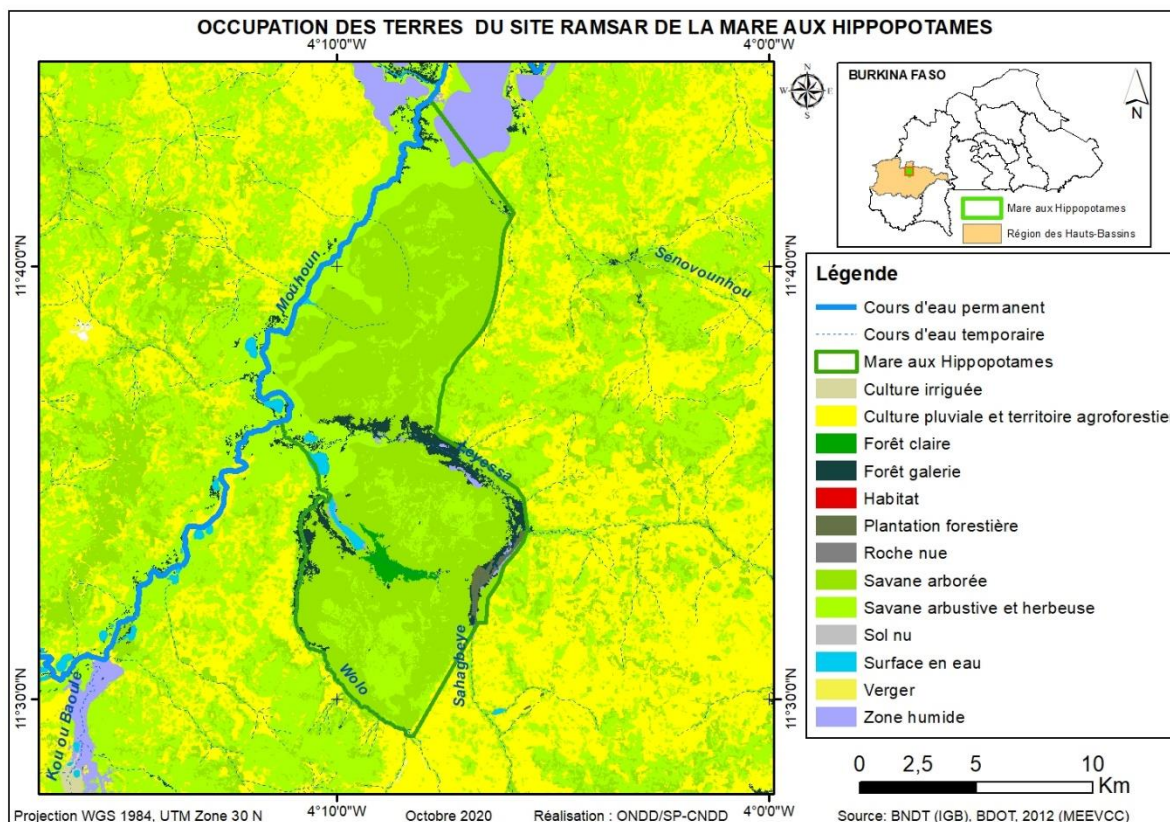 OCCUPATION DES TERRES DU SITE RAMSAR DE LA MARE AUX HIPPOPOTAMES
4°10'0"W
4°0'0"W
N
W
E
S
BURKINA FASO
N
Mare aux Hippopotames
Région des Hauts-Bassins
11°40'0"N
11°40'0"N
Mouhoun
Sénovounhou
Leyessa
Wolo
Sahagbeye
Kou ou Baoule
11°30'0"N
11°30'0"N
Légende
Cours d'eau permanent
Cours d'eau temporaire
Mare aux Hippopotames
Culture irriguée
Culture pluviale et territoire agroforestie
Forêt claire
Forêt galerie
Habitat
Plantation forestière
Roche nue
Savane arborée
Savane arbustive et herbeuse
Sol nu
Surface en eau
Verger
Zone humide
0 2,5 5 10
Km
4°10'0"W
4°0'0"W
Projection WGS 1984, UTM Zone 30 N Octobre 2020 Réalisation : ONDD/SP-CNDD Source: BNDT (IGB), BDOT, 2012 (MEEVCC)